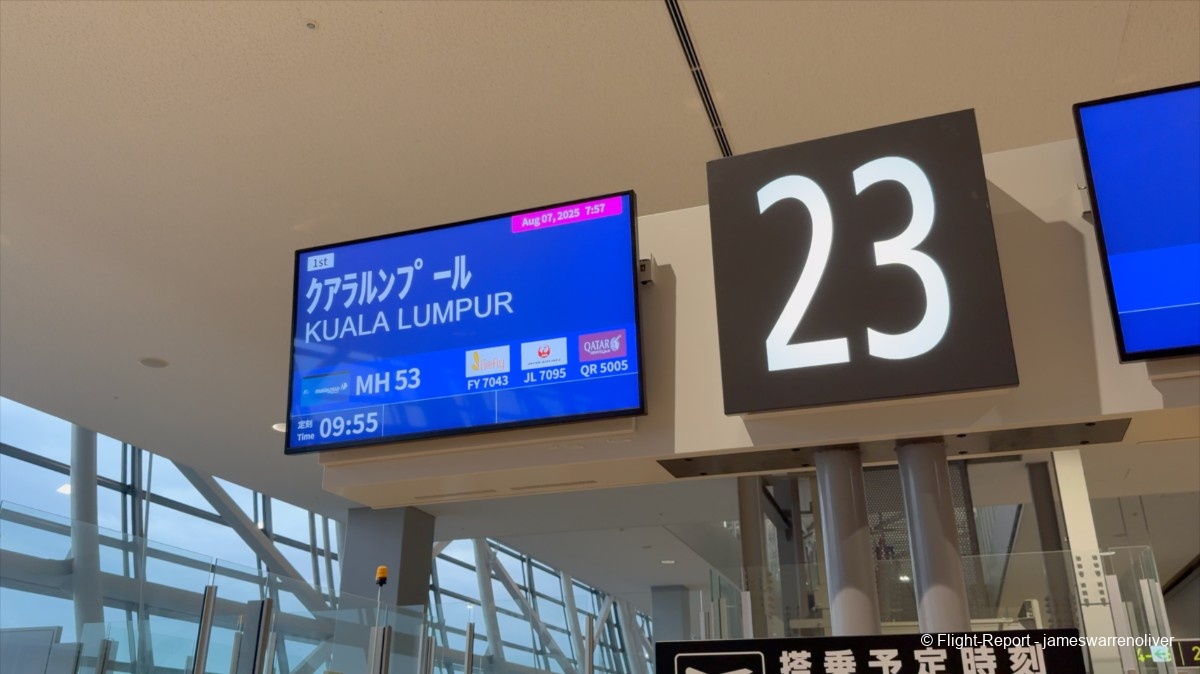 Aug 07, 2025 7:57
1st
クアラルンプール
KUALA LUMPUR
MH 53
FY 7043
JL 7095
QATAR
QR 5005
定刻
Time
09:55
23
搭乗予定時刻
© Flight-Report - jameswarrenoliver